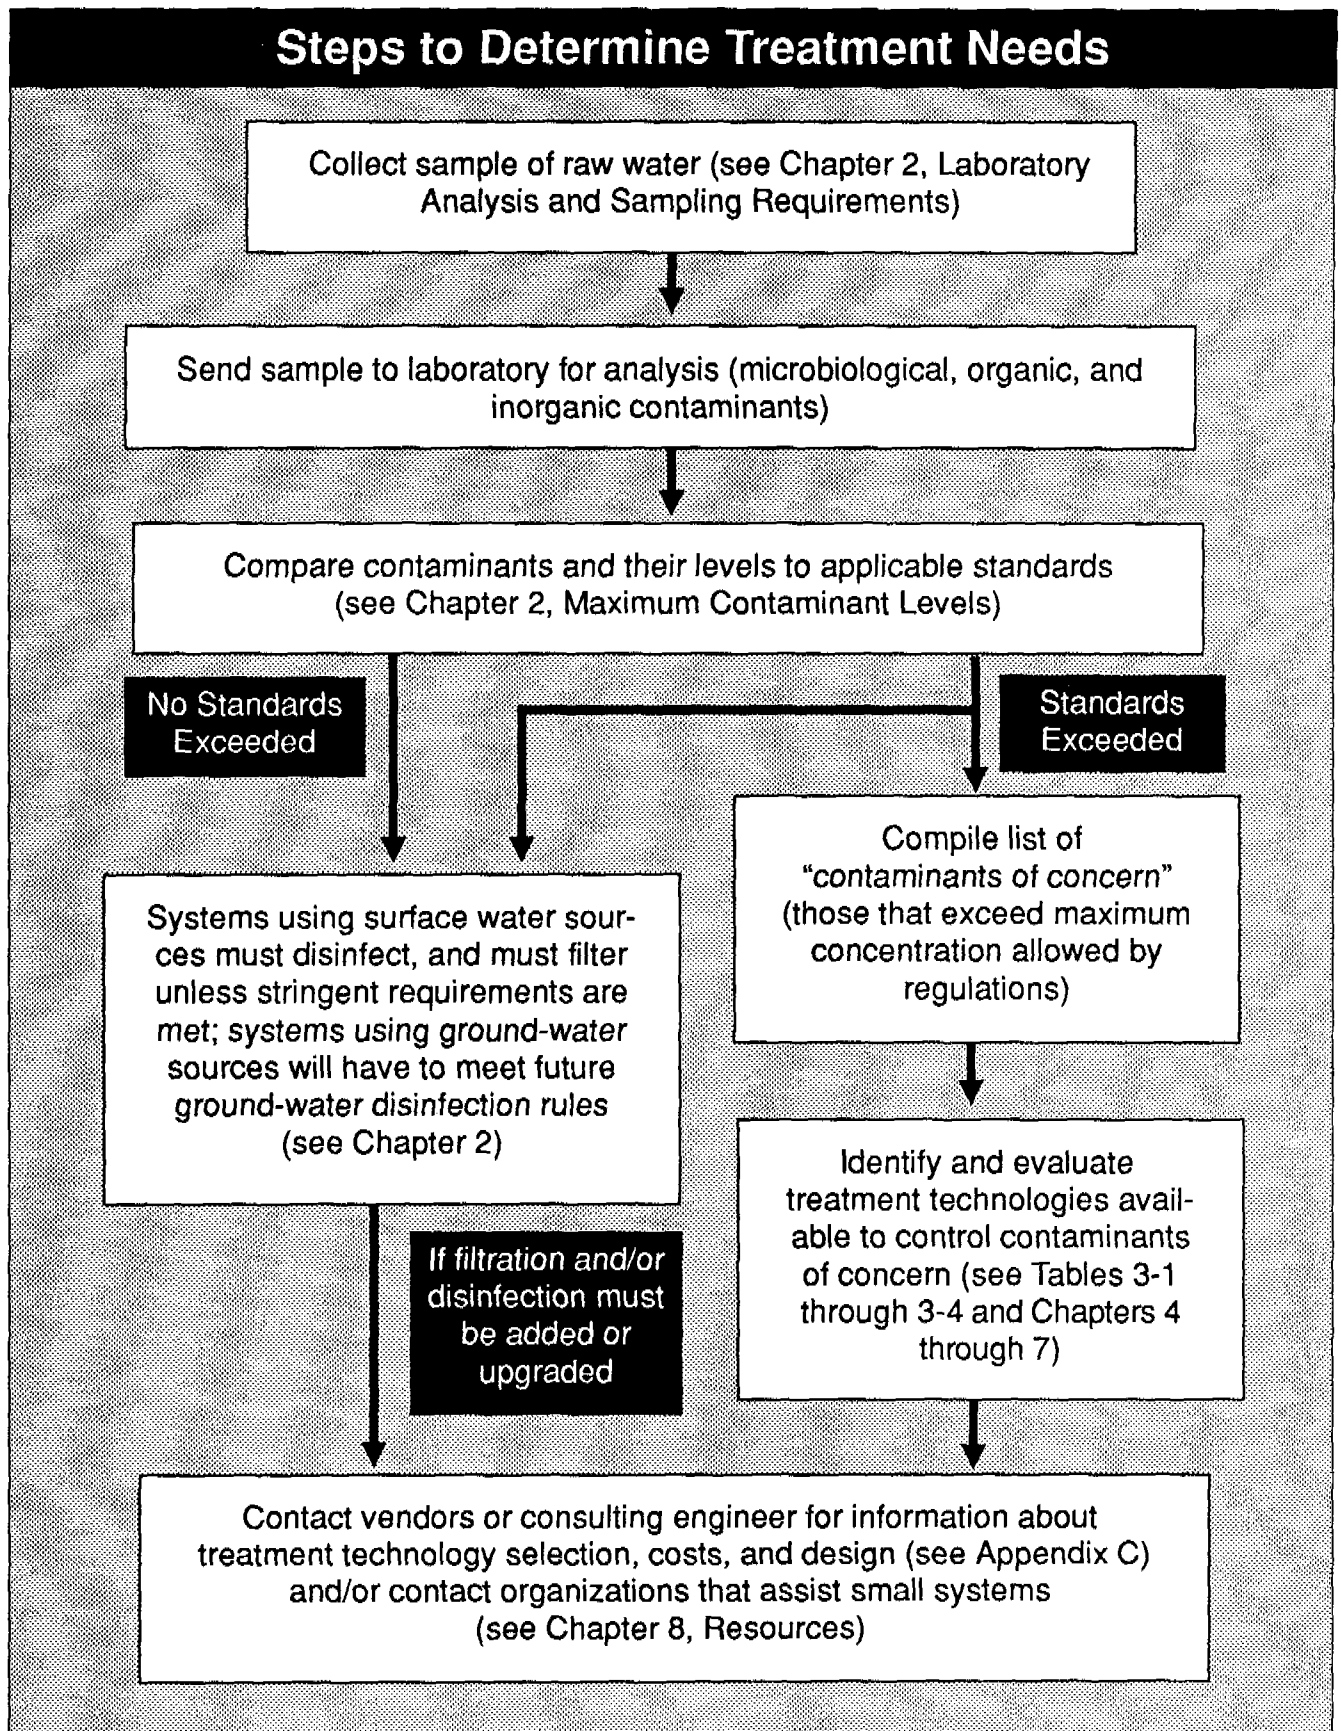 Steps to Determine Treatment Needs
Collect sample of raw water (see Chapter 2, Laboratory
Analysis and Sampling Requirements)
Send sample to laboratory for analysis (microbiological, organic, and
inorganic contaminants)
Compare contaminants and their levels to applicable standards
(see Chapter 2, Maximum Contaminant Levels)
No Standards
Exceeded
Standards
Exceeded
Systems using surface water sour-
ces must disinfect, and must filter
unless stringent requirements are
met; systems using ground-water
sources will have to meet future
ground-water disinfection rules
(see Chapter 2)
Compile list of
“contaminants of concern”
(those that exceed maximum
concentration allowed by
regulations)
If filtration and/or
disinfection must
be added or
upgraded
Identify and evaluate
treatment technologies avail-
able to control contaminants
of concern (see Tables 3-1
through 3-4 and Chapters 4
through 7)
Contact vendors or consulting engineer for information about
treatment technology selection, costs, and design (see Appendix C)
and/or contact organizations that assist small systems
(see Chapter 8, Resources)